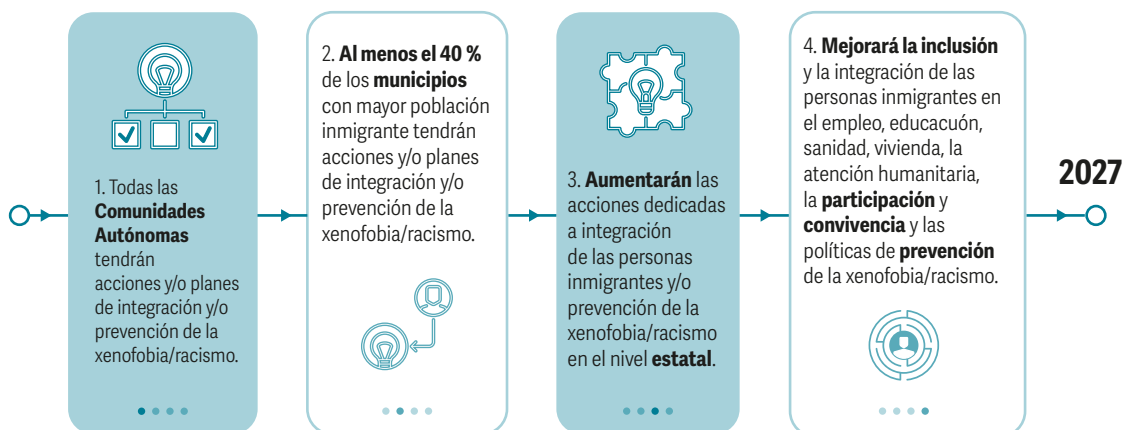 1. Todas las
Comunidades
Autónomas
tendrán
acciones y/o planes
de integración y/o
prevención de la
xenofobia/racismo.
2. Al menos el 40 %
de los municipios
con mayor población
inmigrante tendrán
acciones y/o planes
de integración y/o
prevención de la
xenofobia/racismo.
3. Aumentarán las
acciones dedicadas
a integración
de las personas
inmigrantes y/o
prevención de la
xenofobia/racismo
en el nivel estatal.
4. Mejorará la inclusión
y la integración de las
personas inmigrantes en
el empleo, educacuón,
sanidad, vivienda, la
atención humanitaria,
la participación y
convivencia y las
políticas de prevención
de la xenofobia/racismo.
2027